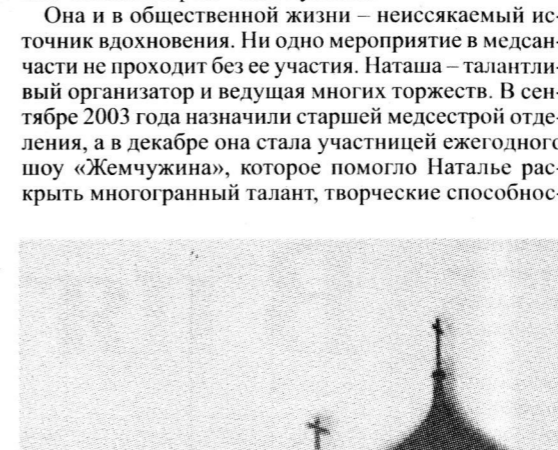 Она и в общественной жизни – неиссякаемый ис-
точник вдохновения. Ни одно мероприятие в медсан-
части не проходит без ее участия. Наташа – талантли-
вый организатор и ведущая многих торжеств. В сен-
тябре 2003 года назначили старшей медсестрой отде-
ления, а в декабре она стала участницей ежегодного
шоу «Жемчужина», которое помогло Наталье рас-
крыть многогранный талант, творческие способнос-